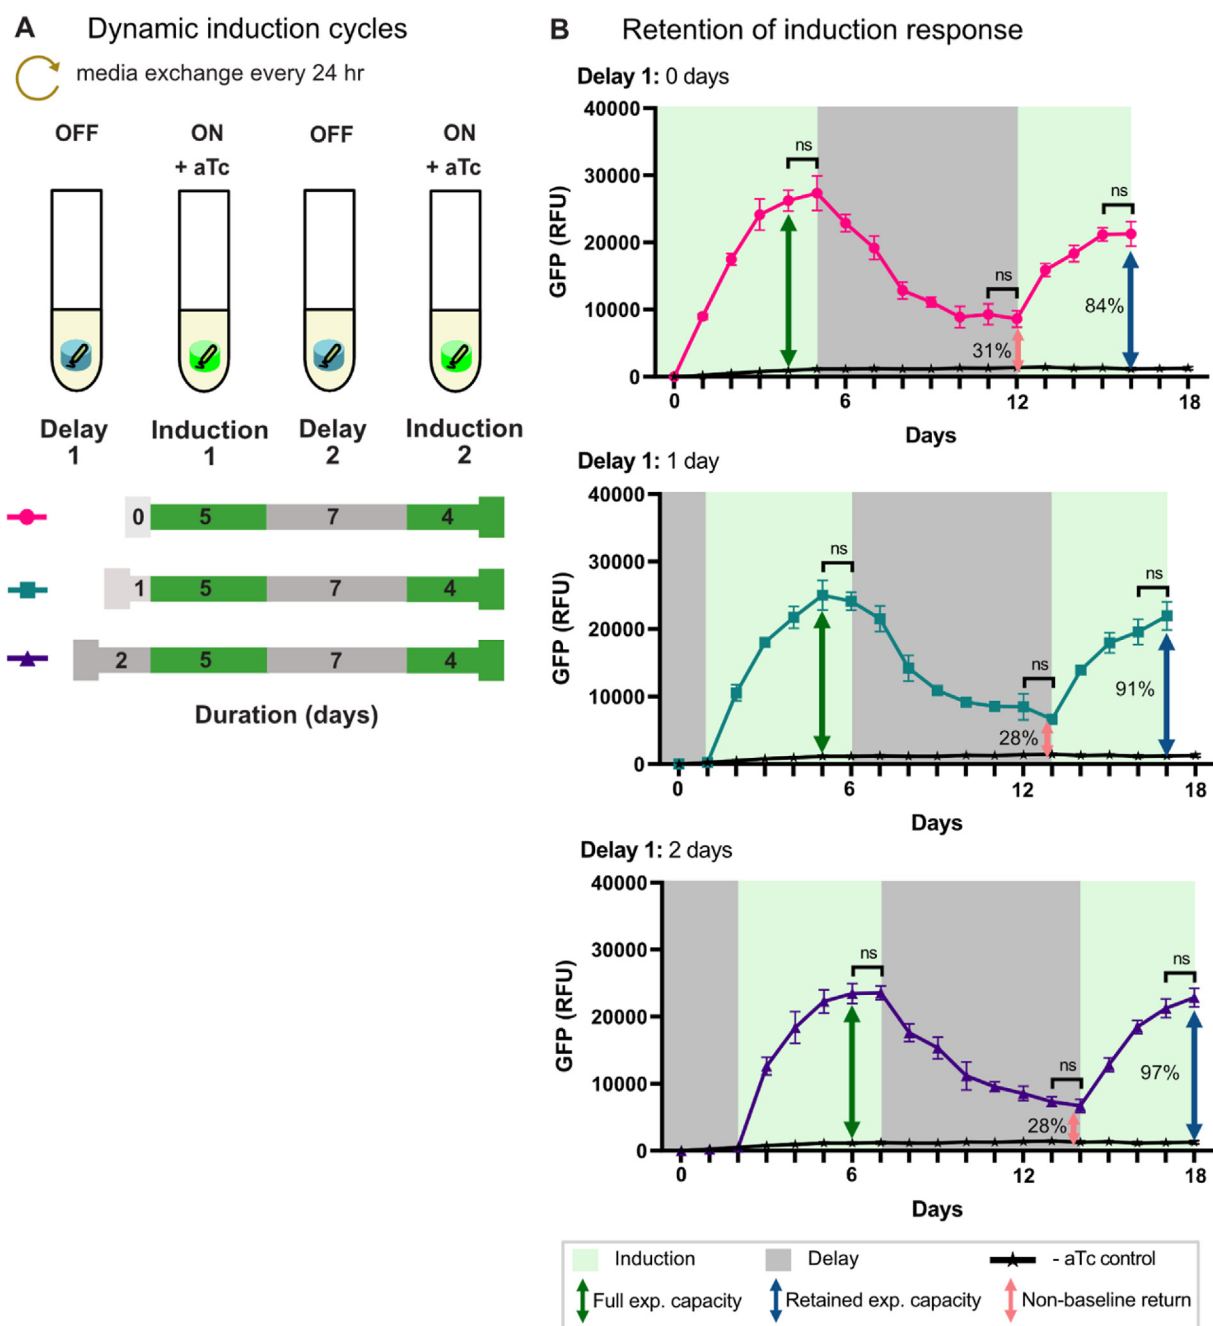 A Dynamic induction cycles
media exchange every 24 hr
OFF ON OFF ON
+ aTc + aTc
Delay Induction Delay Induction
1 1 2 2
0 5 7 4
1 5 7 4
2 5 7 4
Duration (days)
B Retention of induction response
Delay 1: 0 days
GFP (RFU)
40000
30000
20000
10000
0
ns
ns
ns
31%
84%
0 6 12 18
Days
Delay 1: 1 day
GFP (RFU)
40000
30000
20000
10000
0
ns
ns
ns
28%
91%
0 6 12 18
Days
Delay 1: 2 days
GFP (RFU)
40000
30000
20000
10000
0
ns
ns
ns
28%
97%
0 6 12 18
Days
Induction Delay - aTc control
Full exp. capacity Retained exp. capacity Non-baseline return